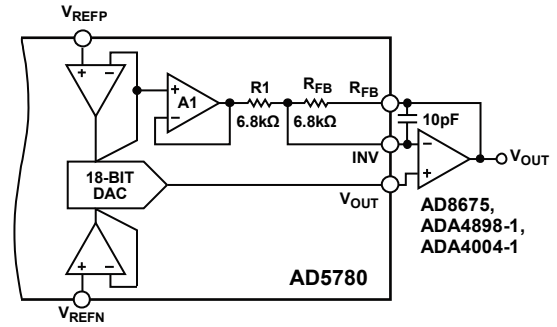 VREFP
+ −
+
A1
−
R1
6.8kΩ
RFB
6.8kΩ
RFB
10pF
INV
−
+
VOUT
18-BIT
DAC
VOUT
AD8675,
ADA4898-1,
ADA4004-1
+ −
AD5780
VREFN